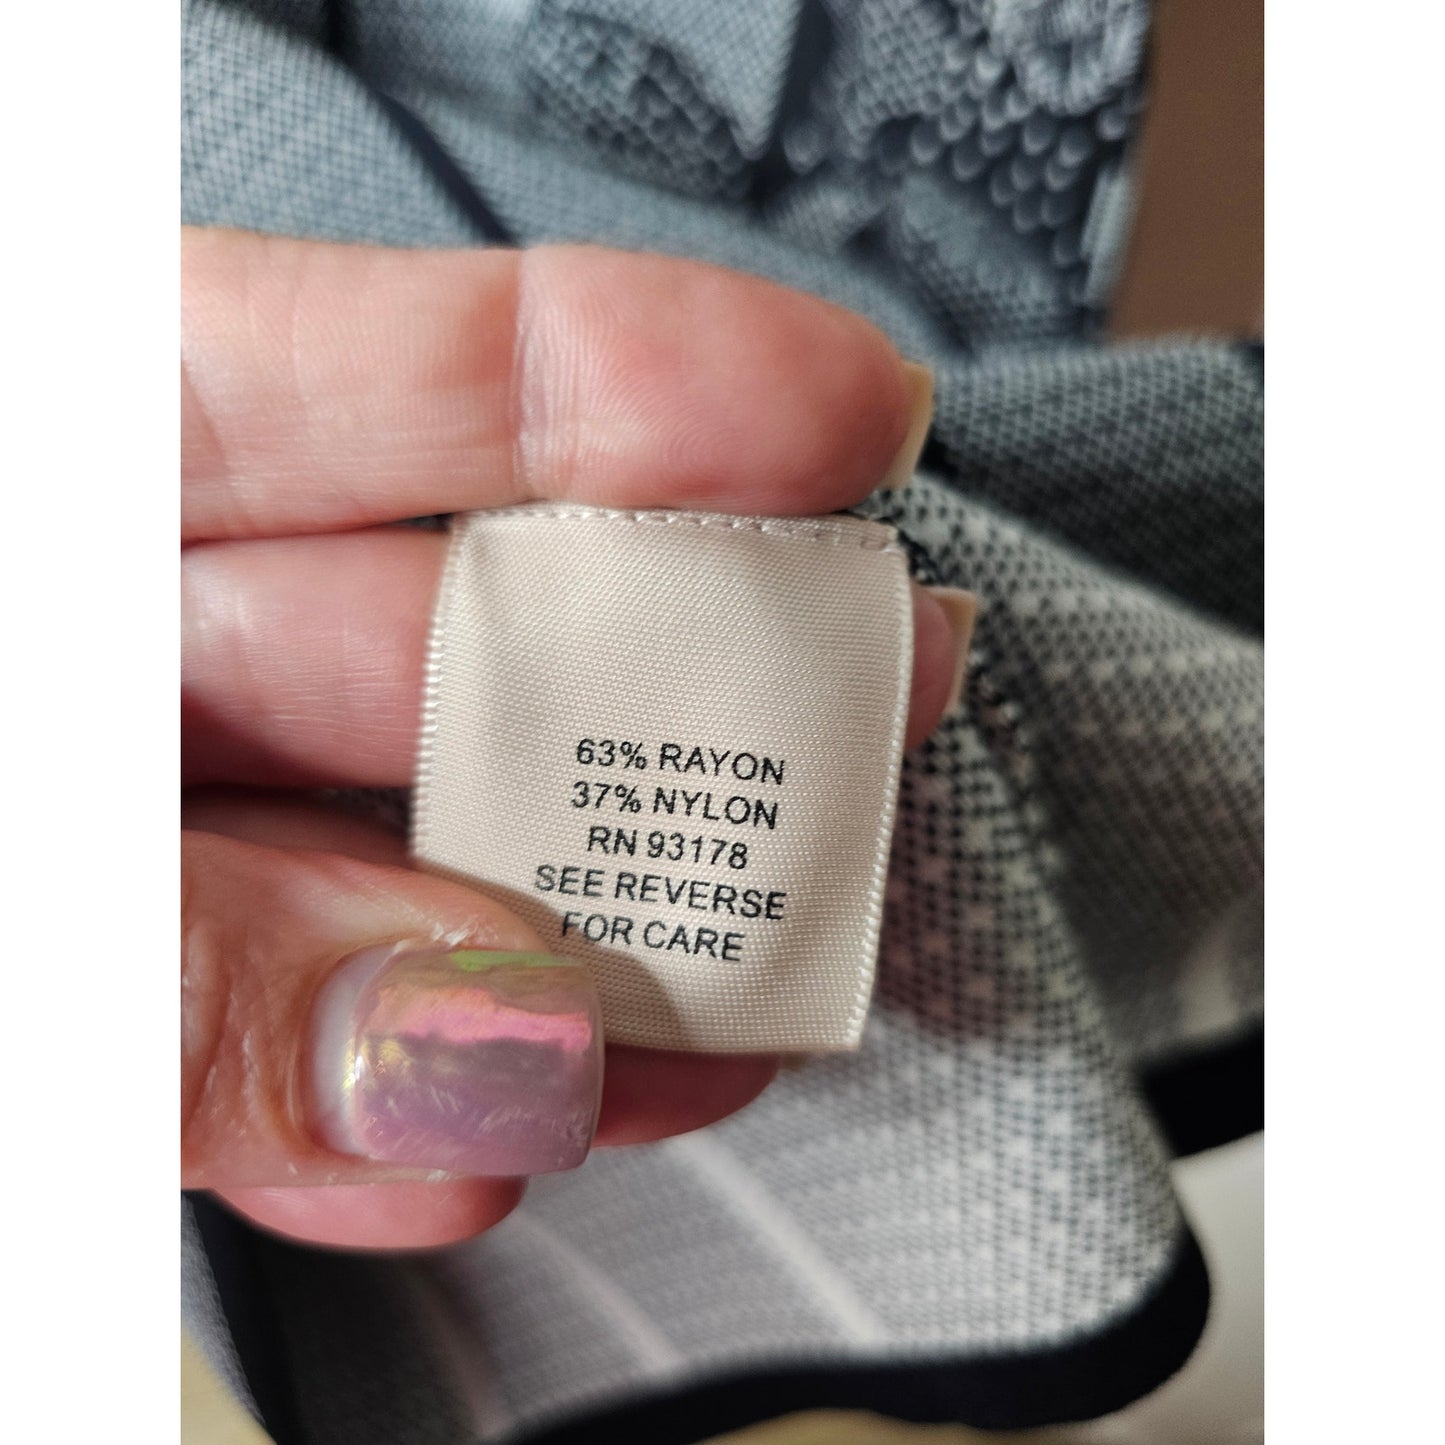 63% RAYON
37% NYLON
RN 93178
SEE REVERSE
FOR CARE